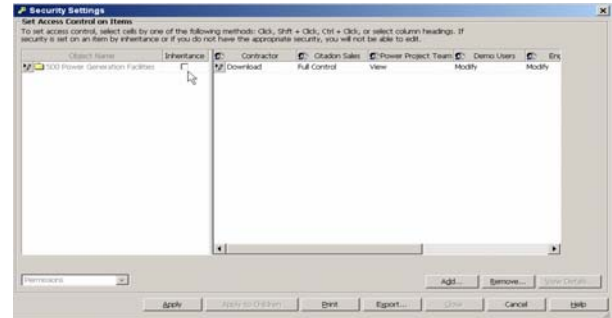 Security Settings
Set Access Control on Items
To set access control, select cells by one of the following methods: Click, Shift + Click, Ctrl + Click, or select column headings. If
security is set on an item by inheritance or if you do not have the appropriate security, you will not be able to edit.
Object Name Inheritance Contractor Citadon Sales Power Project Team Demo Users Eng
500 Power Generation Facilities Download Full Control View Modify Modify
Permissions Add... Remove... View Details...
Apply Apply to Children Print Export... Close Cancel Help